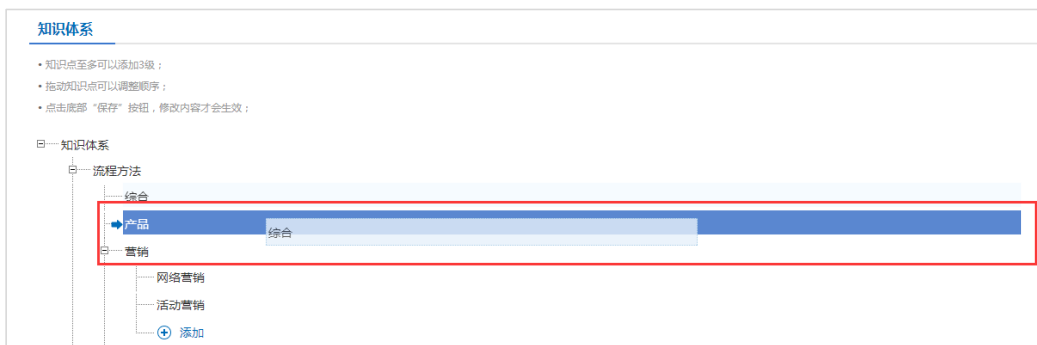 知识体系
• 知识点至多可以添加3级；
• 拖动知识点可以调整顺序；
• 点击底部“保存”按钮，修改内容才会生效；
知识体系
流程方法
综合
产品
综合
营销
网络营销
活动营销
添加